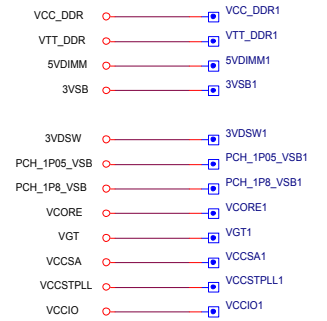 VCC_DDR VCC_DDR1
VTT_DDR VTT_DDR1
5VDIMM 5VDIMM1
3VSB 3VSB1
3VDSW 3VDSW1
PCH_1P05_VSB PCH_1P05_VSB1
PCH_1P8_VSB PCH_1P8_VSB1
VCORE VCORE1
VGT VGT1
VCCSA VCCSA1
VCCSTPLL VCCSTPLL1
VCCIO VCCIO1